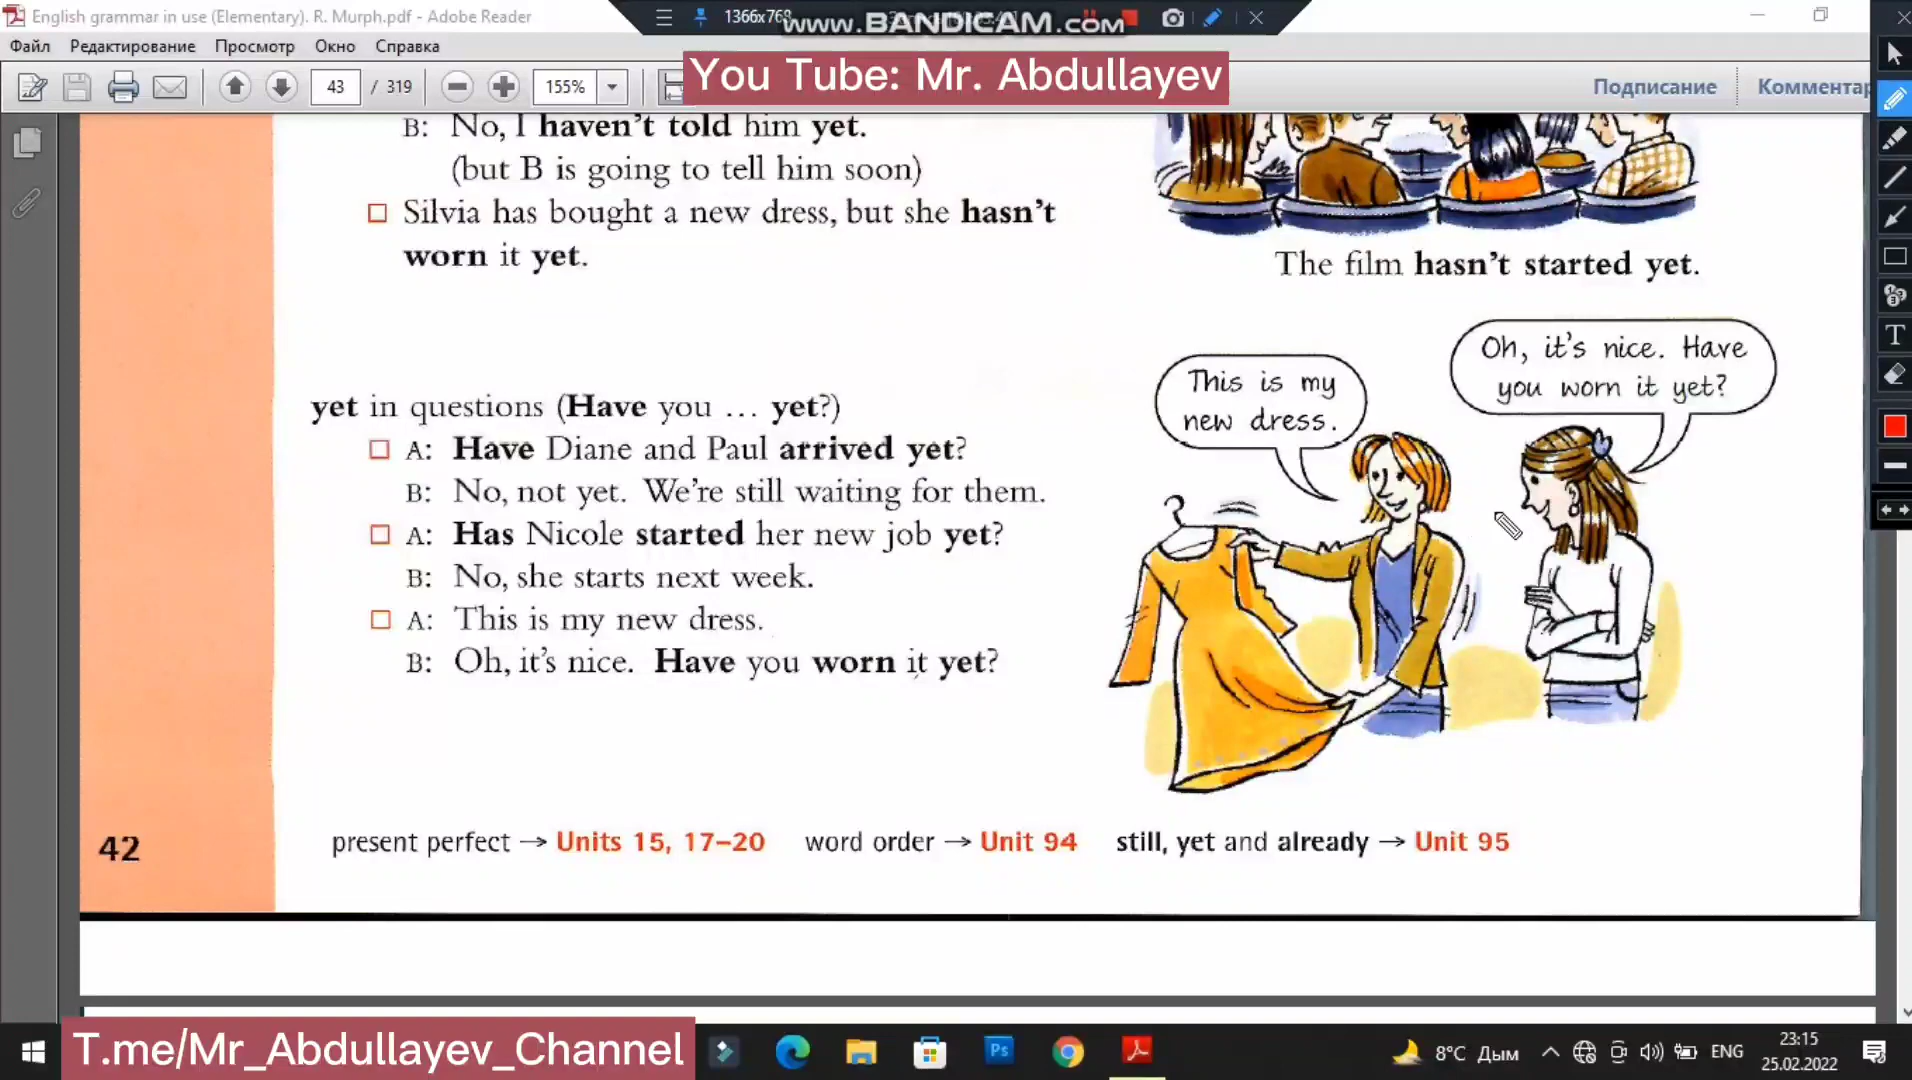 English grammar in use (Elementary). R. Murph.pdf - Adobe Reader
1366x768
www.BANDICAM.com
Файл Редактирование Просмотр Окно Справка
You Tube: Mr. Abdullayev
43 / 319
155%
Подписание
Комментар
B: No, I haven't told him yet.
(but B is going to tell him soon)
Silvia has bought a new dress, but she hasn't
worn it yet.
The film hasn't started yet.
yet in questions (Have you … yet?)
A: Have Diane and Paul arrived yet?
B: No, not yet. We're still waiting for them.
A: Has Nicole started her new job yet?
B: No, she starts next week.
A: This is my new dress.
B: Oh, it's nice. Have you worn it yet?
This is my
new dress.
Oh, it's nice. Have
you worn it yet?
42
present perfect → Units 15, 17–20 word order → Unit 94 still, yet and already → Unit 95
T.me/Mr_Abdullayev_Channel
Ps
8°C Дым
ENG
23:15
25.02.2022